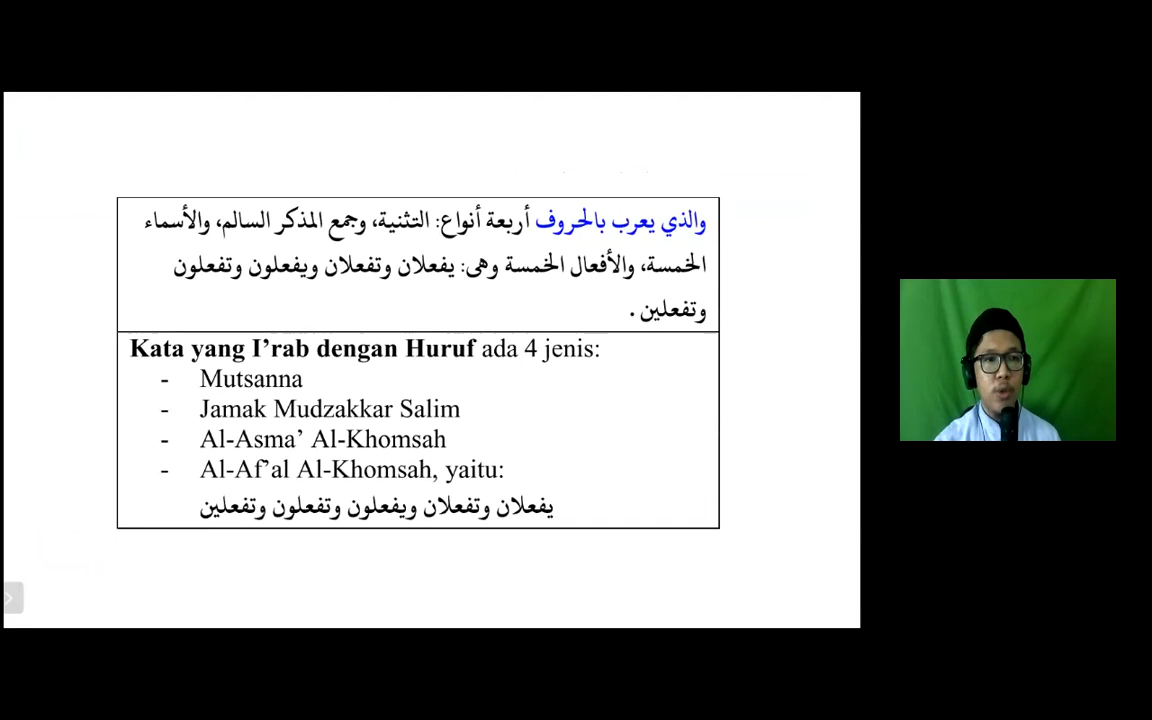 والذي يعرب بالحروف أربعة أنواع: التثنية، وجمع المذكر السالم، والأسماء
الخمسة، والأفعال الخمسة وهى: يفعلان وتفعلان ويفعلون وتفعلون
وتفعلين .
Kata yang I’rab dengan Huruf ada 4 jenis:
- Mutsanna
- Jamak Mudzakkar Salim
- Al-Asma’ Al-Khomsah
- Al-Af’al Al-Khomsah, yaitu:
يفعلان وتفعلان ويفعلون وتفعلون وتفعلين